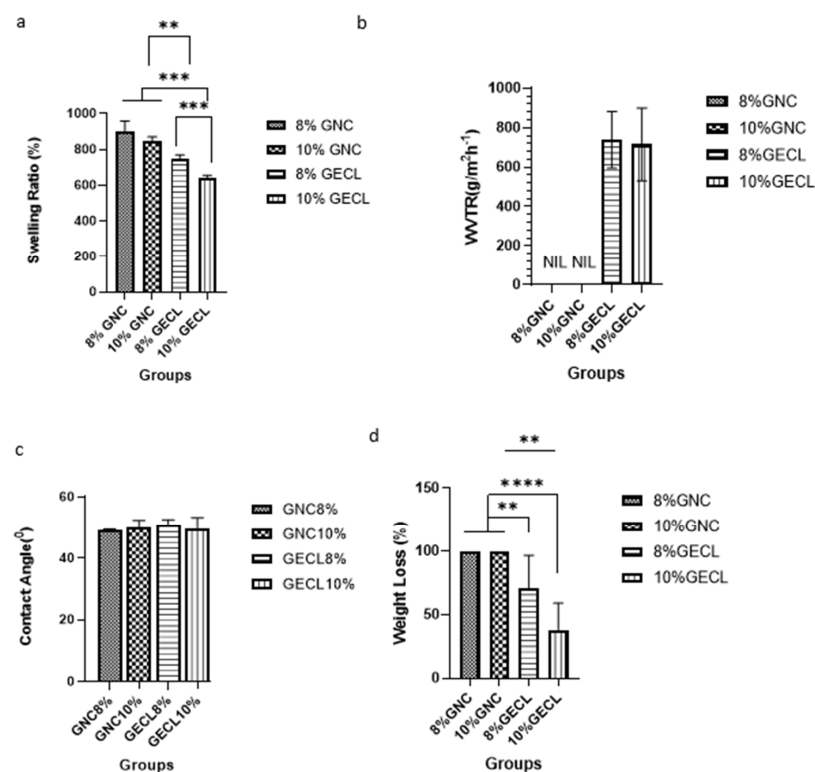 a
**
***
***
1000
800
600
400
200
0
Swelling Ratio (%)
8% GNC
10% GNC
8% GECL
10% GECL
Groups
8% GNC
10% GNC
8% GECL
10% GECL
b
1000
800
600
400
200
0
WVTR(g/m²h⁻¹)
NIL NIL
8%GNC
10%GNC
8%GECL
10%GECL
Groups
8%GNC
10%GNC
8%GECL
10%GECL
c
60
40
20
0
Contact Angle(⁰)
GNC8%
GNC10%
GECL8%
GECL10%
Groups
GNC8%
GNC10%
GECL8%
GECL10%
d
**
****
**
150
100
50
0
Weight Loss (%)
8%GNC
10%GNC
8%GECL
10%GECL
Groups
8%GNC
10%GNC
8%GECL
10%GECL